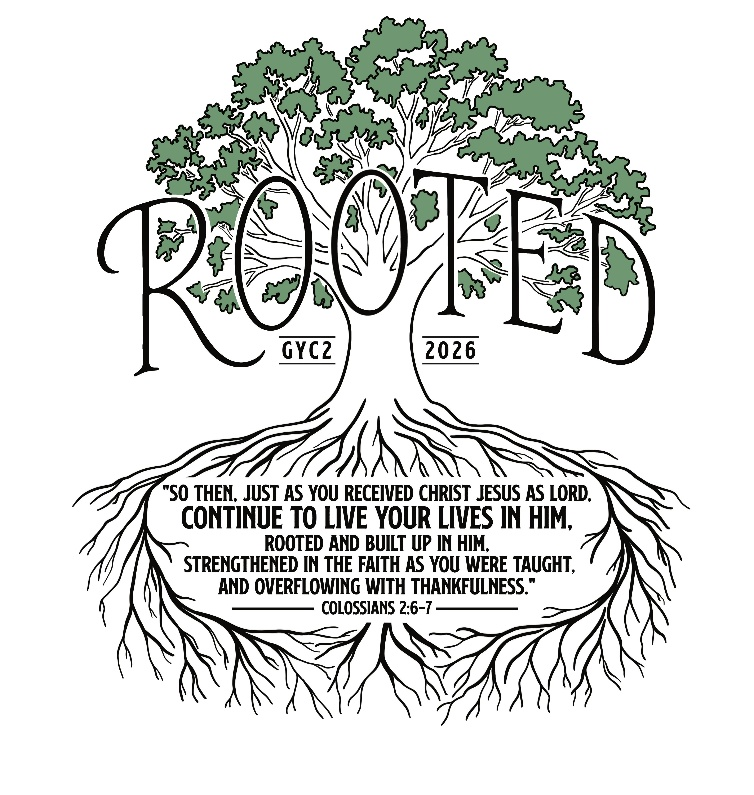 ROOTED
GYC2 2026
"SO THEN, JUST AS YOU RECEIVED CHRIST JESUS AS LORD,
CONTINUE TO LIVE YOUR LIVES IN HIM,
ROOTED AND BUILT UP IN HIM,
STRENGTHENED IN THE FAITH AS YOU WERE TAUGHT,
AND OVERFLOWING WITH THANKFULNESS."
COLOSSIANS 2:6-7